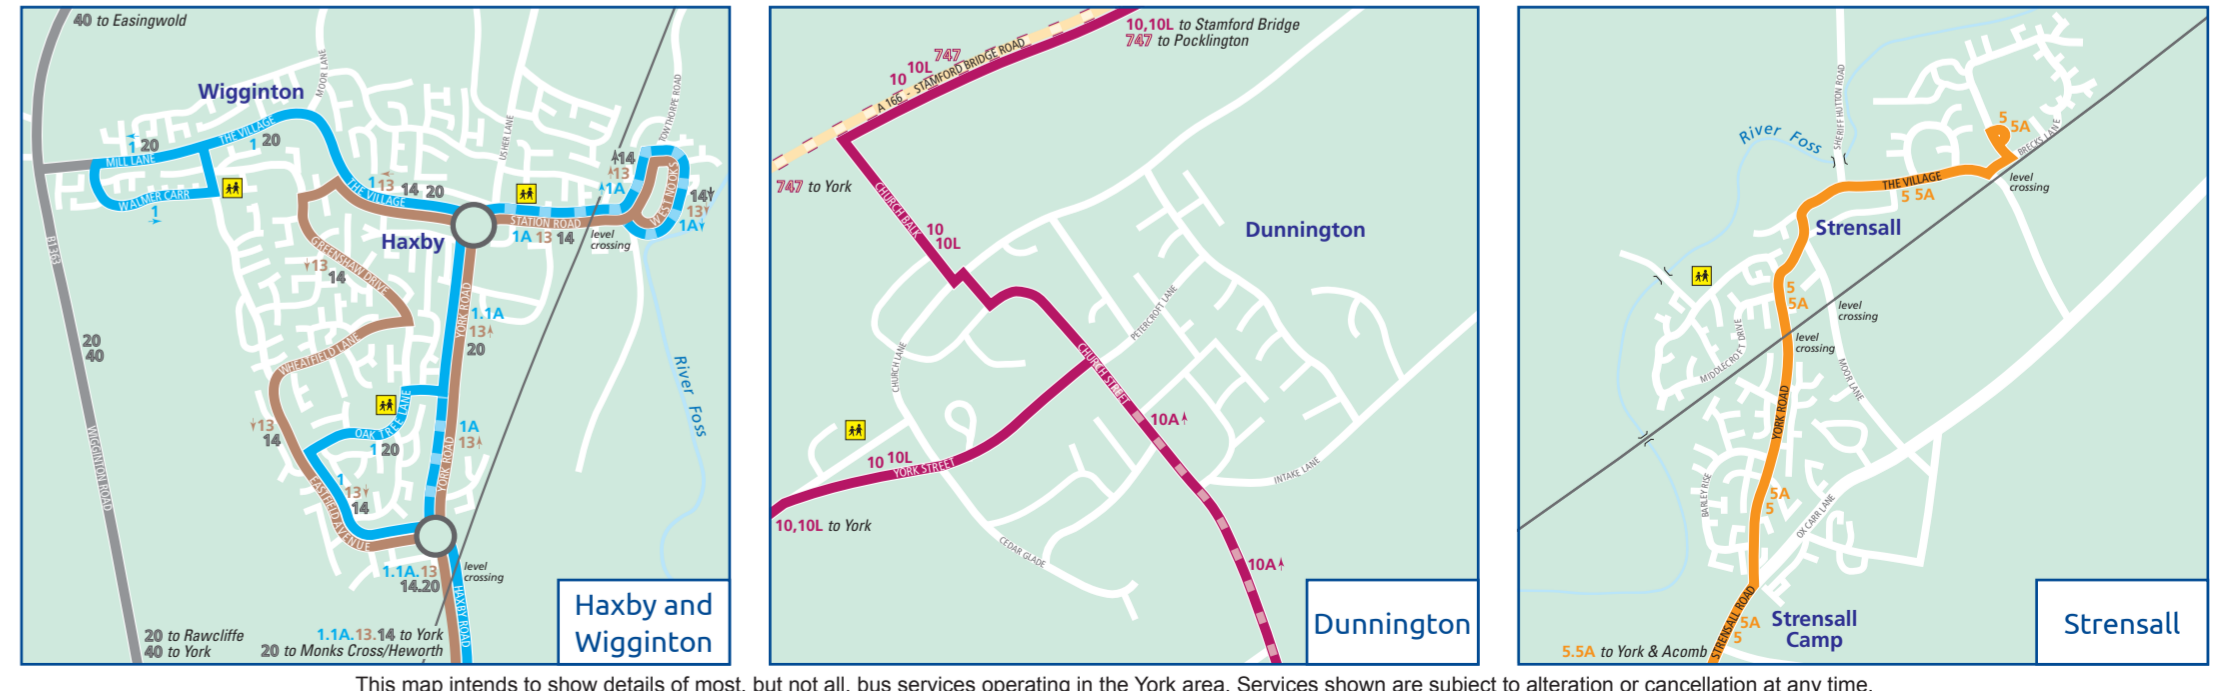 40 to Easingwold
MOOR LANE
Wigginton
TOWTHORPE ROAD
USHER LANE
1 20
THE VILLAGE
1 20
MILL LANE
WALMER CARR
1
1
13
14 20
THE VILLAGE
14
13
1A
WESTNOOKS
14
13
1A
STATION ROAD
1A 13 14
level
crossing
Haxby
B1363
GREENSHAW DRIVE
13
14
YORK ROAD
1.1A
13
20
20
40
WHEATFIELD LANE
River Foss
OAK TREE LANE
1 20
13
14
1A
13
YORK ROAD
WIGGINTON ROAD
1
13
14
EASTFIELD AVENUE
1.1A.13
14.20
level
crossing
HAXBY ROAD
20 to Rawcliffe
40 to York
1.1A.13.14 to York
20 to Monks Cross/Heworth
Haxby and
Wigginton
10,10L to Stamford Bridge
747 to Pocklington
10 10L 747
A 166 - STAMFORD BRIDGE ROAD
747 to York
CHURCH BALK
10
10L
Dunnington
PETERCROFT LANE
CHURCH LANE
CHURCH STREET
10A
10 10L
YORK STREET
INTAKE LANE
10,10L to York
CEDAR GLADE
10A
Dunnington
SHERIFF HUTTON ROAD
River Foss
5
5A
BRECKS LANE
level
crossing
THE VILLAGE
5 5A
Strensall
5
5A
level
crossing
level
crossing
MIDDLECROFT DRIVE
MOOR LANE
YORK ROAD
BARLEY RISE
5A
5
OX CARR LANE
STRENSALL ROAD
5A
5
Strensall
Camp
5.5A to York & Acomb
Strensall
This map intends to show details of most, but not all, bus services operating in the York area. Services shown are subject to alteration or cancellation at any time.